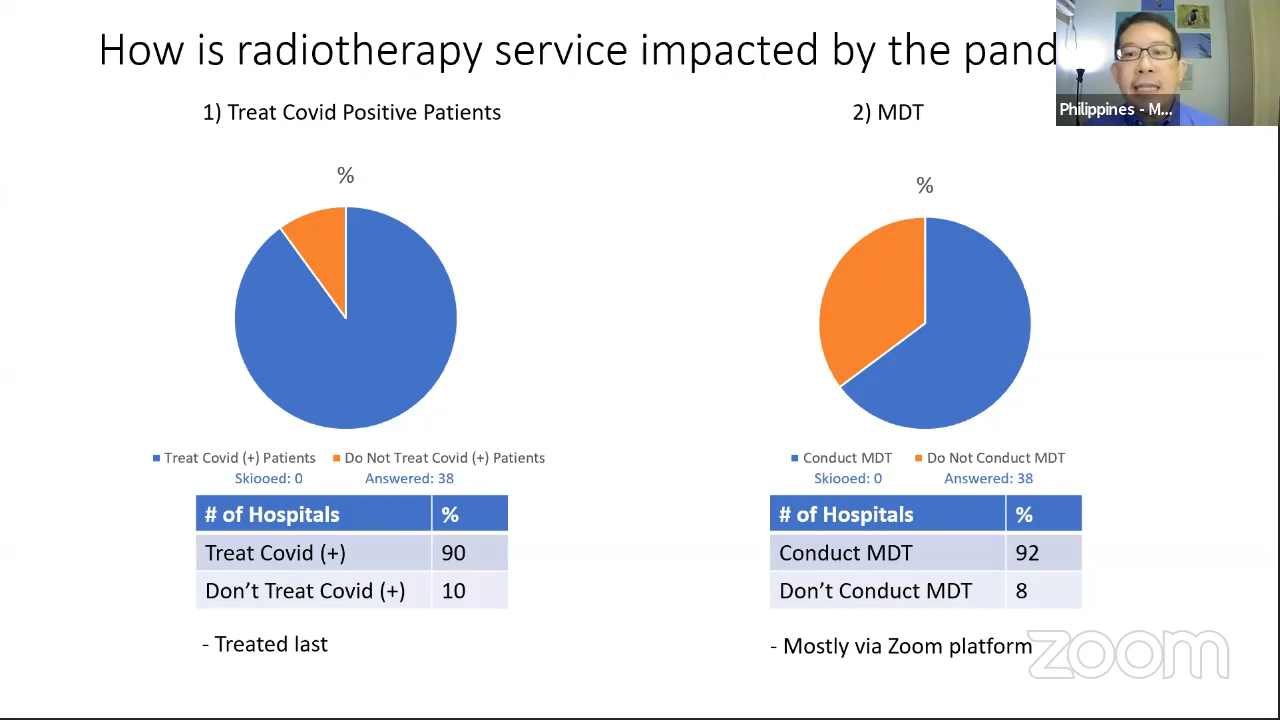 How is radiotherapy service impacted by the pand
Philippines - M...
1) Treat Covid Positive Patients
2) MDT
%
%
Treat Covid (+) Patients
Do Not Treat Covid (+) Patients
Skiooed: 0
Answered: 38
# of Hospitals %
Treat Covid (+) 90
Don't Treat Covid (+) 10
- Treated last
Conduct MDT
Do Not Conduct MDT
Skiooed: 0
Answered: 38
# of Hospitals %
Conduct MDT 92
Don't Conduct MDT 8
- Mostly via Zoom platform
zoom